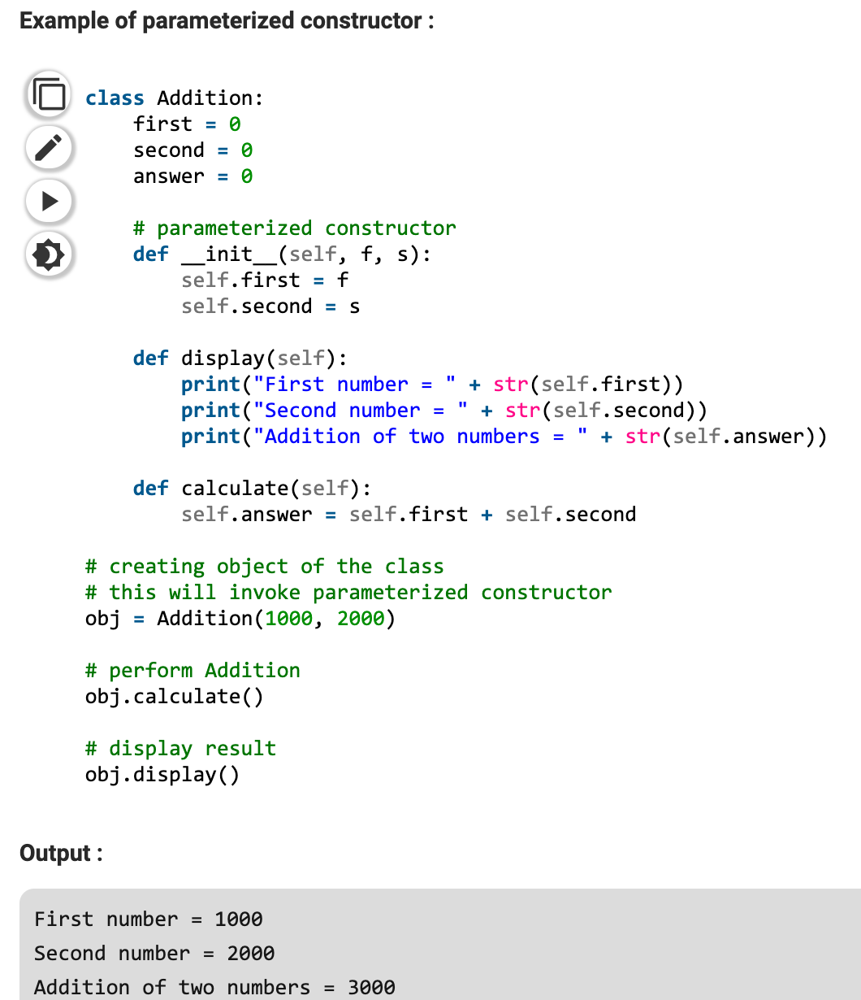 Example of parameterized constructor :
class Addition:
    first = 0
    second = 0
    answer = 0
    # parameterized constructor
    def __init__(self, f, s):
        self.first = f
        self.second = s
    def display(self):
        print("First number = " + str(self.first))
        print("Second number = " + str(self.second))
        print("Addition of two numbers = " + str(self.answer))
    def calculate(self):
        self.answer = self.first + self.second
# creating object of the class
# this will invoke parameterized constructor
obj = Addition(1000, 2000)
# perform Addition
obj.calculate()
# display result
obj.display()
Output :
First number = 1000
Second number = 2000
Addition of two numbers = 3000